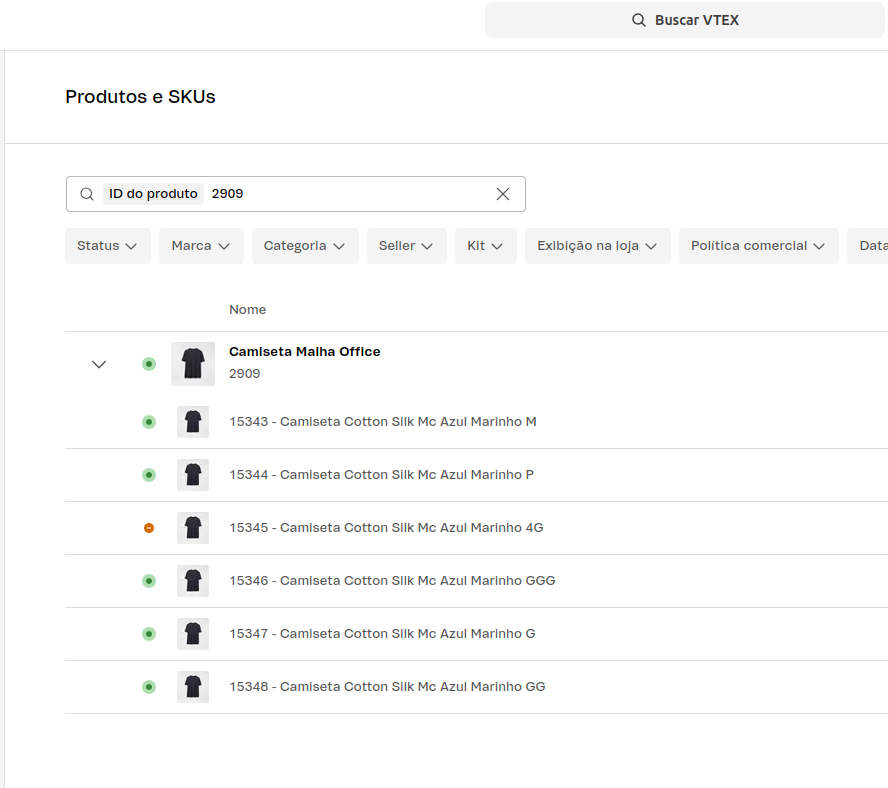 Buscar VTEX
Produtos e SKUs
ID do produto 2909
Status Marca Categoria Seller Kit Exibição na loja Política comercial Data
Nome
Camiseta Malha Office
2909
15343 - Camiseta Cotton Silk Mc Azul Marinho M
15344 - Camiseta Cotton Silk Mc Azul Marinho P
15345 - Camiseta Cotton Silk Mc Azul Marinho 4G
15346 - Camiseta Cotton Silk Mc Azul Marinho GGG
15347 - Camiseta Cotton Silk Mc Azul Marinho G
15348 - Camiseta Cotton Silk Mc Azul Marinho GG